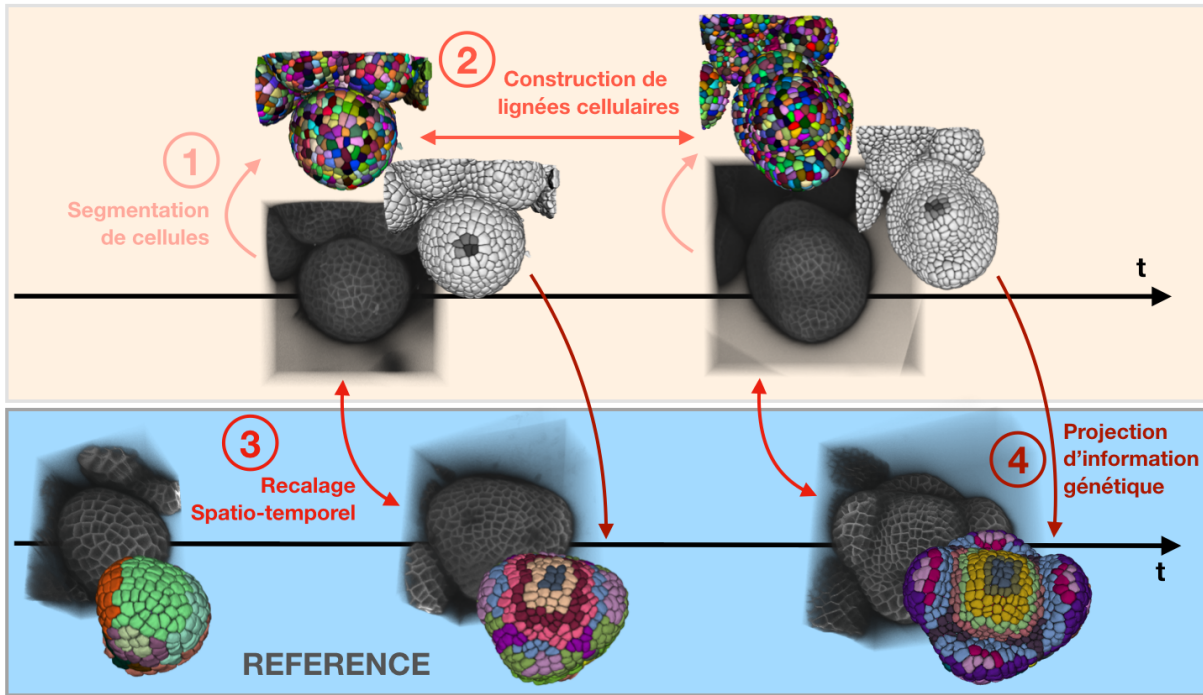 2
Construction de
lignées cellulaires
1
Segmentation
de cellules
t
3
Recalage
Spatio-temporel
4
Projection
d'information
génétique
t
REFERENCE